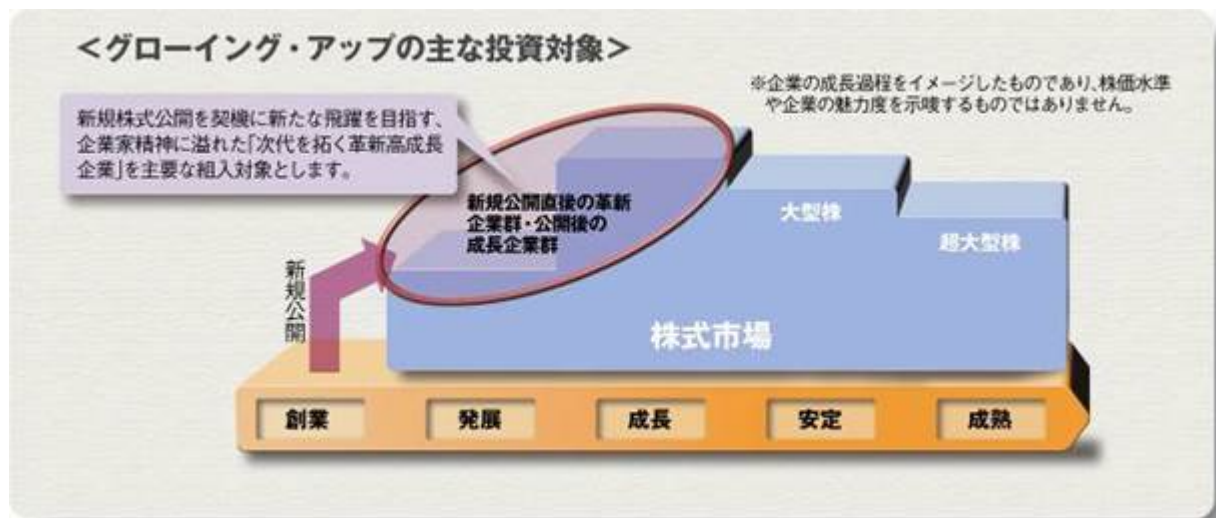 ＜グローイング・アップの主な投資対象＞
※企業の成長過程をイメージしたものであり、株価水準
や企業の魅力度を示唆するものではありません。
新規株式公開を契機に新たな飛躍を目指す、
企業家精神に溢れた「次代を拓く革新高成長
企業」を主要な組入対象とします。
新規公開直後の革新
企業群・公開後の
成長企業群
大型株
超大型株
新規公開
株式市場
創業
発展
成長
安定
成熟